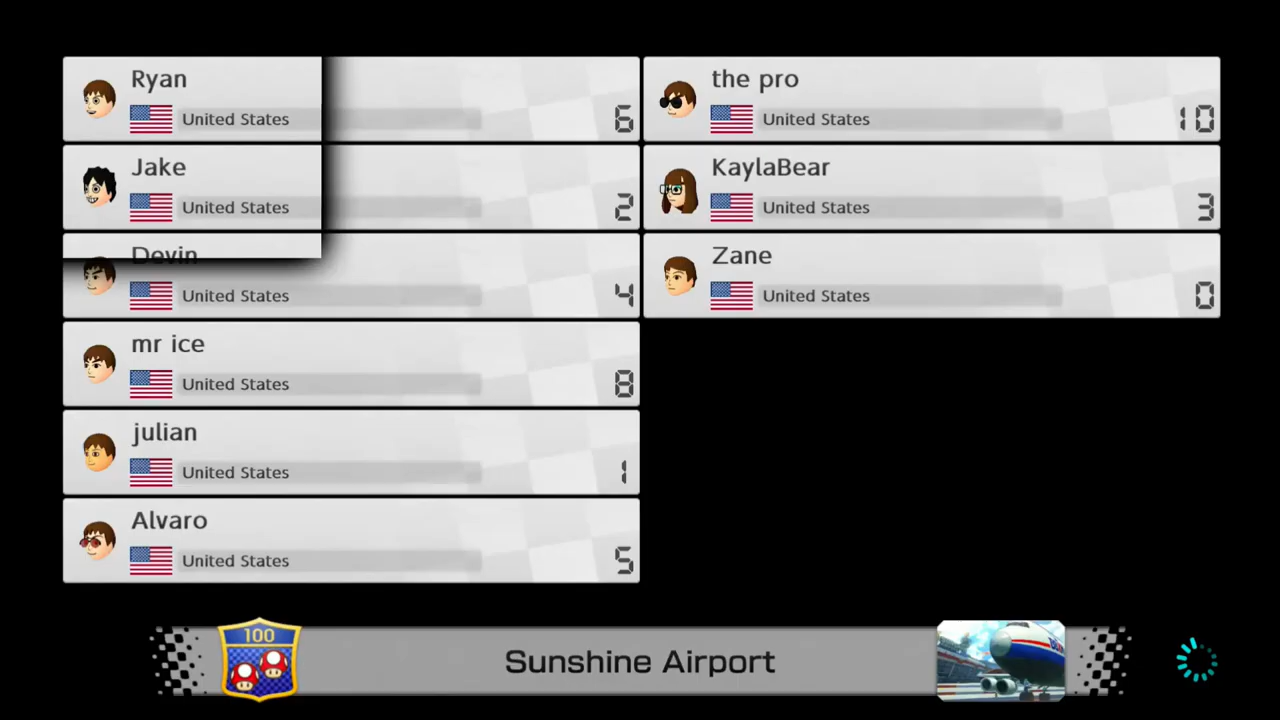 Ryan
United States
6
Jake
United States
2
Devin
United States
4
mr ice
United States
8
julian
United States
1
Alvaro
United States
5
the pro
United States
10
KaylaBear
United States
3
Zane
United States
0
100
Sunshine Airport